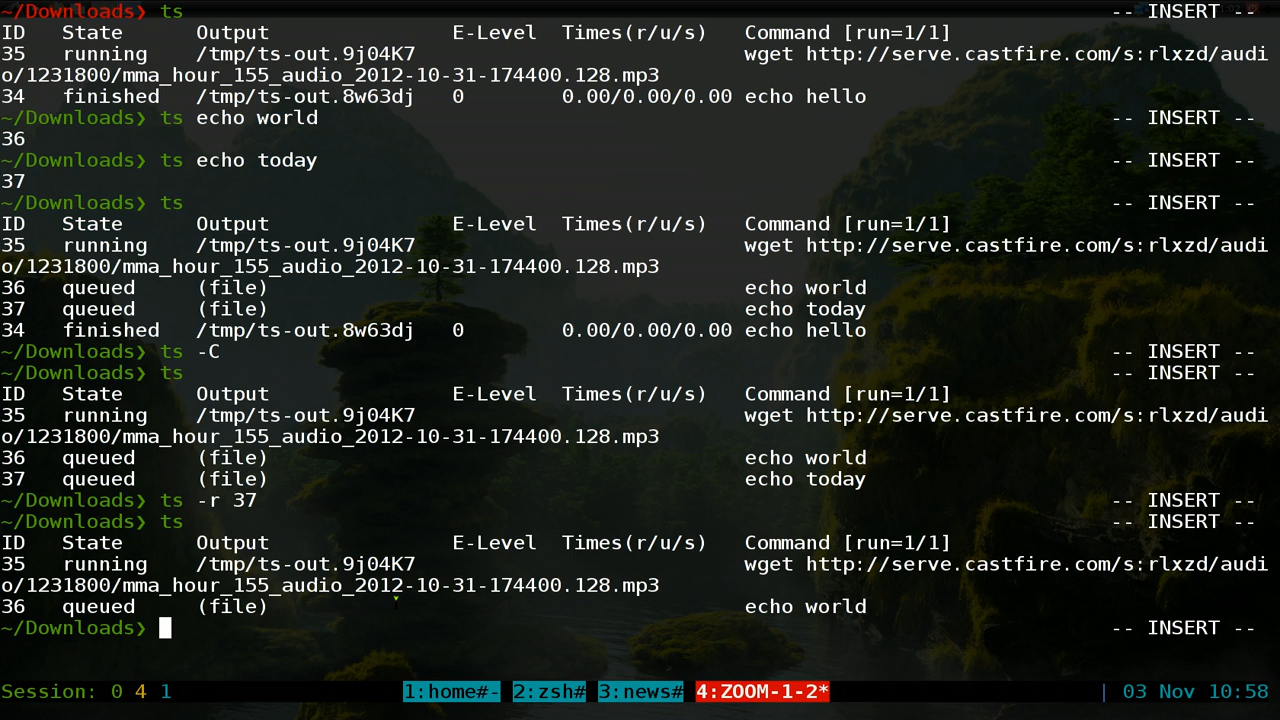 ~/Downloads❯ ts -- INSERT --
ID   State      Output               E-Level  Times(r/u/s)   Command [run=1/1]
35   running    /tmp/ts-out.9j04K7                           wget http://serve.castfire.com/s:rlxzd/audi
o/1231800/mma_hour_155_audio_2012-10-31-174400.128.mp3
34   finished   /tmp/ts-out.8w63dj   0        0.00/0.00/0.00 echo hello
~/Downloads❯ ts echo world -- INSERT --
36
~/Downloads❯ ts echo today -- INSERT --
37
~/Downloads❯ ts
ID   State      Output               E-Level  Times(r/u/s)   Command [run=1/1]
35   running    /tmp/ts-out.9j04K7                           wget http://serve.castfire.com/s:rlxzd/audi
o/1231800/mma_hour_155_audio_2012-10-31-174400.128.mp3
36   queued     (file)                                       echo world
37   queued     (file)                                       echo today
34   finished   /tmp/ts-out.8w63dj   0        0.00/0.00/0.00 echo hello
~/Downloads❯ ts -C -- INSERT --
~/Downloads❯ ts -- INSERT --
ID   State      Output               E-Level  Times(r/u/s)   Command [run=1/1]
35   running    /tmp/ts-out.9j04K7                           wget http://serve.castfire.com/s:rlxzd/audi
o/1231800/mma_hour_155_audio_2012-10-31-174400.128.mp3
36   queued     (file)                                       echo world
37   queued     (file)                                       echo today
~/Downloads❯ ts -r 37 -- INSERT --
~/Downloads❯ ts -- INSERT --
ID   State      Output               E-Level  Times(r/u/s)   Command [run=1/1]
35   running    /tmp/ts-out.9j04K7                           wget http://serve.castfire.com/s:rlxzd/audi
o/1231800/mma_hour_155_audio_2012-10-31-174400.128.mp3
36   queued     (file)                                       echo world
~/Downloads❯ -- INSERT --
Session: 0 4 1 1:home#- 2:zsh# 3:news# 4:ZOOM-1-2* | 03 Nov 10:58